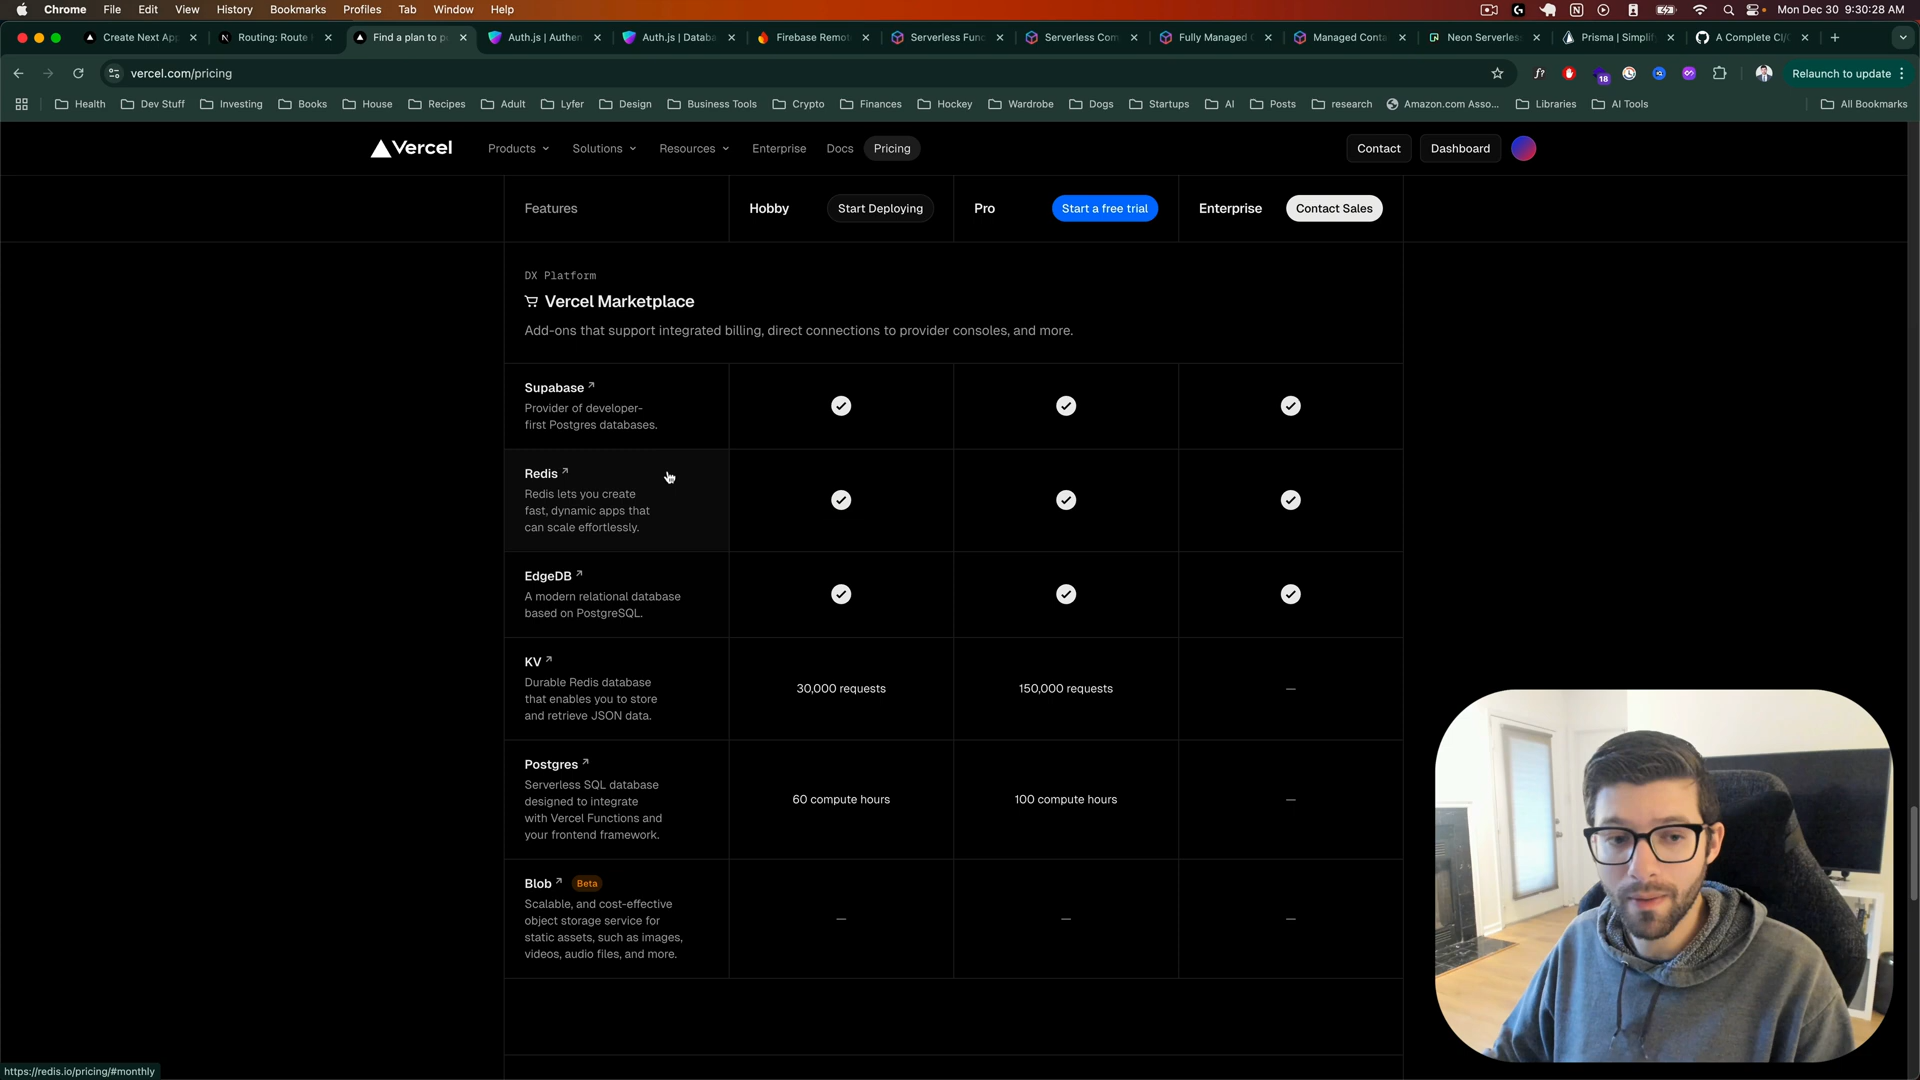 Chrome File Edit View History Bookmarks Profiles Tab Window Help Mon Dec 30 9:30:28 AM
Create Next App Routing: Route Find a plan to p Auth.js | Authen Auth.js | Databa Firebase Remot Serverless Func Serverless Com Fully Managed Managed Conta Neon Serverless Prisma | Simplif A Complete CI/C
vercel.com/pricing f? 18 Relaunch to update
Health Dev Stuff Investing Books House Recipes Adult Lyfer Design Business Tools Crypto Finances Hockey Wardrobe Dogs Startups AI Posts research Amazon.com Asso... Libraries AI Tools All Bookmarks
Vercel Products Solutions Resources Enterprise Docs Pricing Contact Dashboard
Features Hobby Start Deploying Pro Start a free trial Enterprise Contact Sales
DX Platform
Vercel Marketplace
Add-ons that support integrated billing, direct connections to provider consoles, and more.
Supabase
Provider of developer-
first Postgres databases.
Redis
Redis lets you create
fast, dynamic apps that
can scale effortlessly.
EdgeDB
A modern relational database
based on PostgreSQL.
KV
Durable Redis database
that enables you to store
and retrieve JSON data.
30,000 requests 150,000 requests —
Postgres
Serverless SQL database
designed to integrate
with Vercel Functions and
your frontend framework.
60 compute hours 100 compute hours —
Blob Beta
Scalable, and cost-effective
object storage service for
static assets, such as images,
videos, audio files, and more.
— — —
https://redis.io/pricing/#monthly